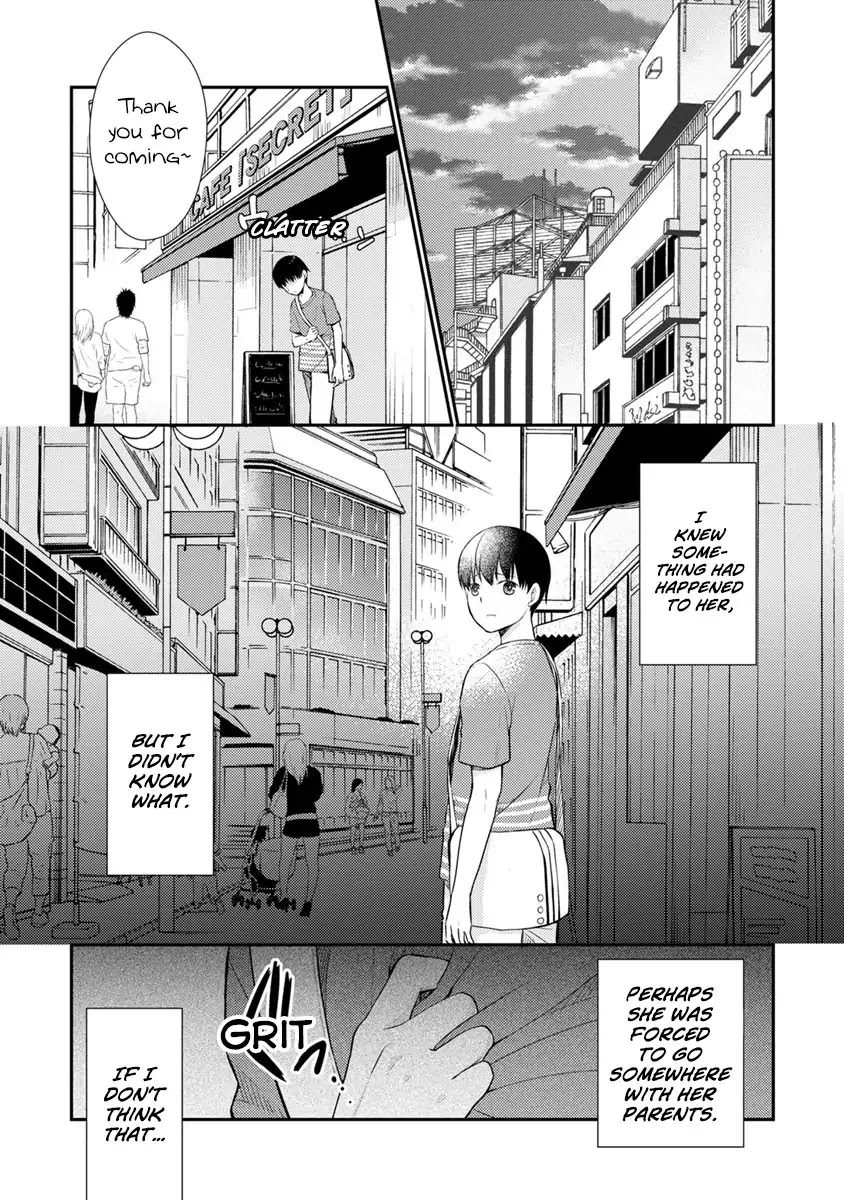 Thank
you for
coming~
CAFE「SECRET」
CLATTER
I
KNEW
SOME-
THING HAD
HAPPENED
TO HER,
BUT I
DIDN'T
KNOW
WHAT.
PERHAPS
SHE WAS
FORCED
TO GO
SOMEWHERE
WITH HER
PARENTS.
GRIT
IF I
DON'T
THINK
THAT...